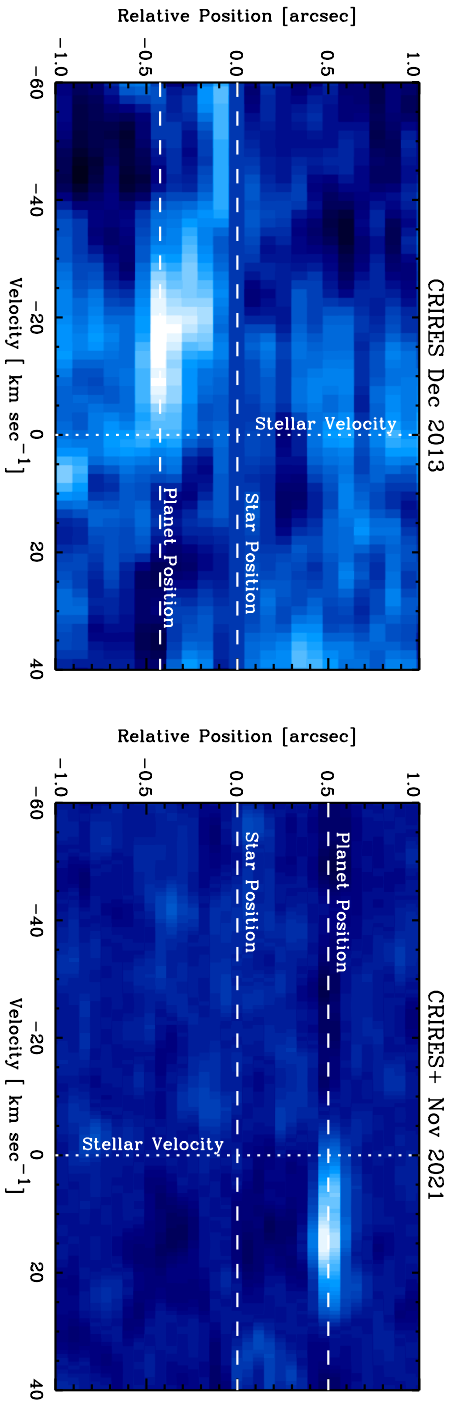 CRIRES Dec 2013
Relative Position [arcsec]
1.0
0.5
0.0
-0.5
-1.0
Stellar Velocity
Star Position
Planet Position
-60
-40
-20
0
20
40
Velocity [ km sec⁻¹]
CRIRES+ Nov 2021
Relative Position [arcsec]
1.0
0.5
0.0
-0.5
-1.0
Planet Position
Star Position
Stellar Velocity
-60
-40
-20
0
20
40
Velocity [ km sec⁻¹]